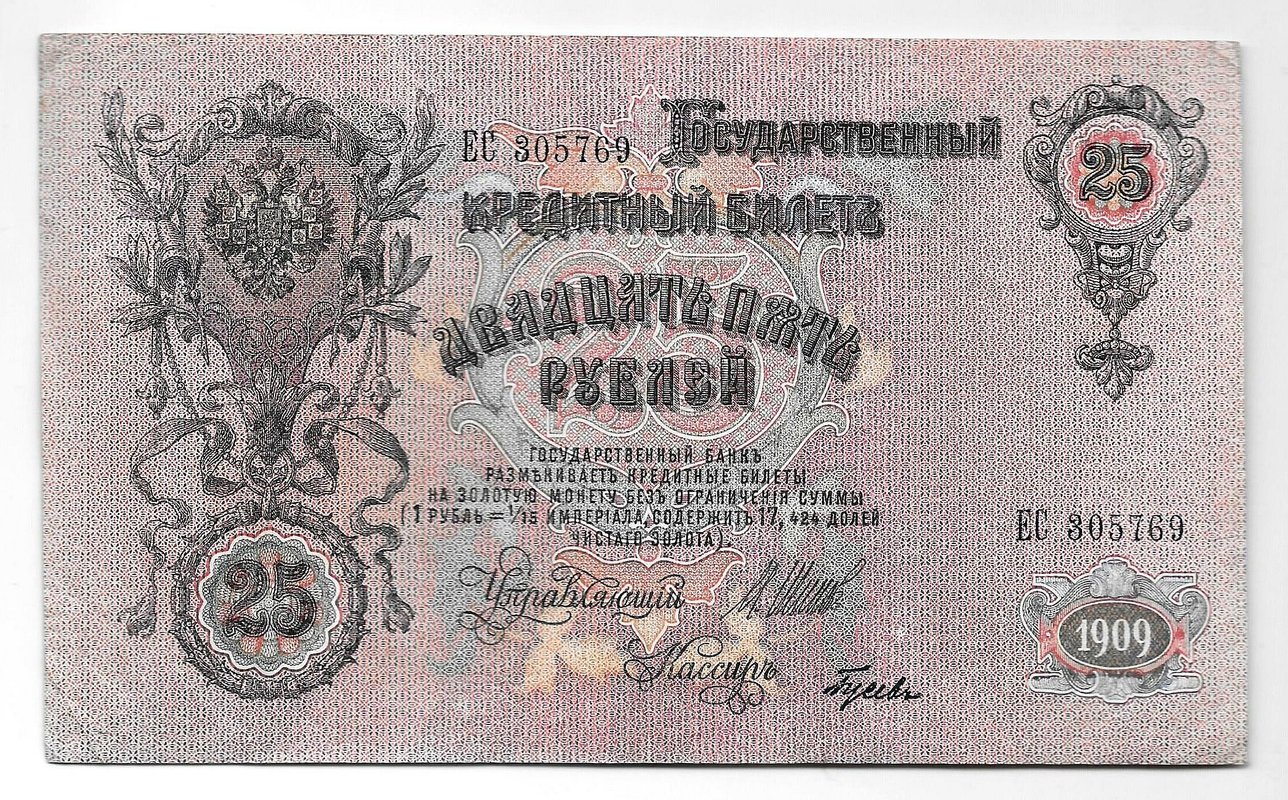 ЕС 305769
Государственный
КРЕДИТНЫЙ БИЛЕТЪ
25
25
ДВАДЦАТЬ ПЯТЬ
РУБЛЕЙ
ГОСУДАРСТВЕННЫЙ БАНКЪ
РАЗМѢНИВАЕТЪ КРЕДИТНЫЕ БИЛЕТЫ
НА ЗОЛОТУЮ МОНЕТУ БЕЗЪ ОГРАНИЧЕНІЯ СУММЫ
(1 РУБЛЬ = 1/15 ИМПЕРІАЛА, СОДЕРЖИТЪ 17, 424 ДОЛЕЙ
ЧИСТАГО ЗОЛОТА).
ЕС 305769
Управляющій
25
1909
Кассиръ
Гусевъ